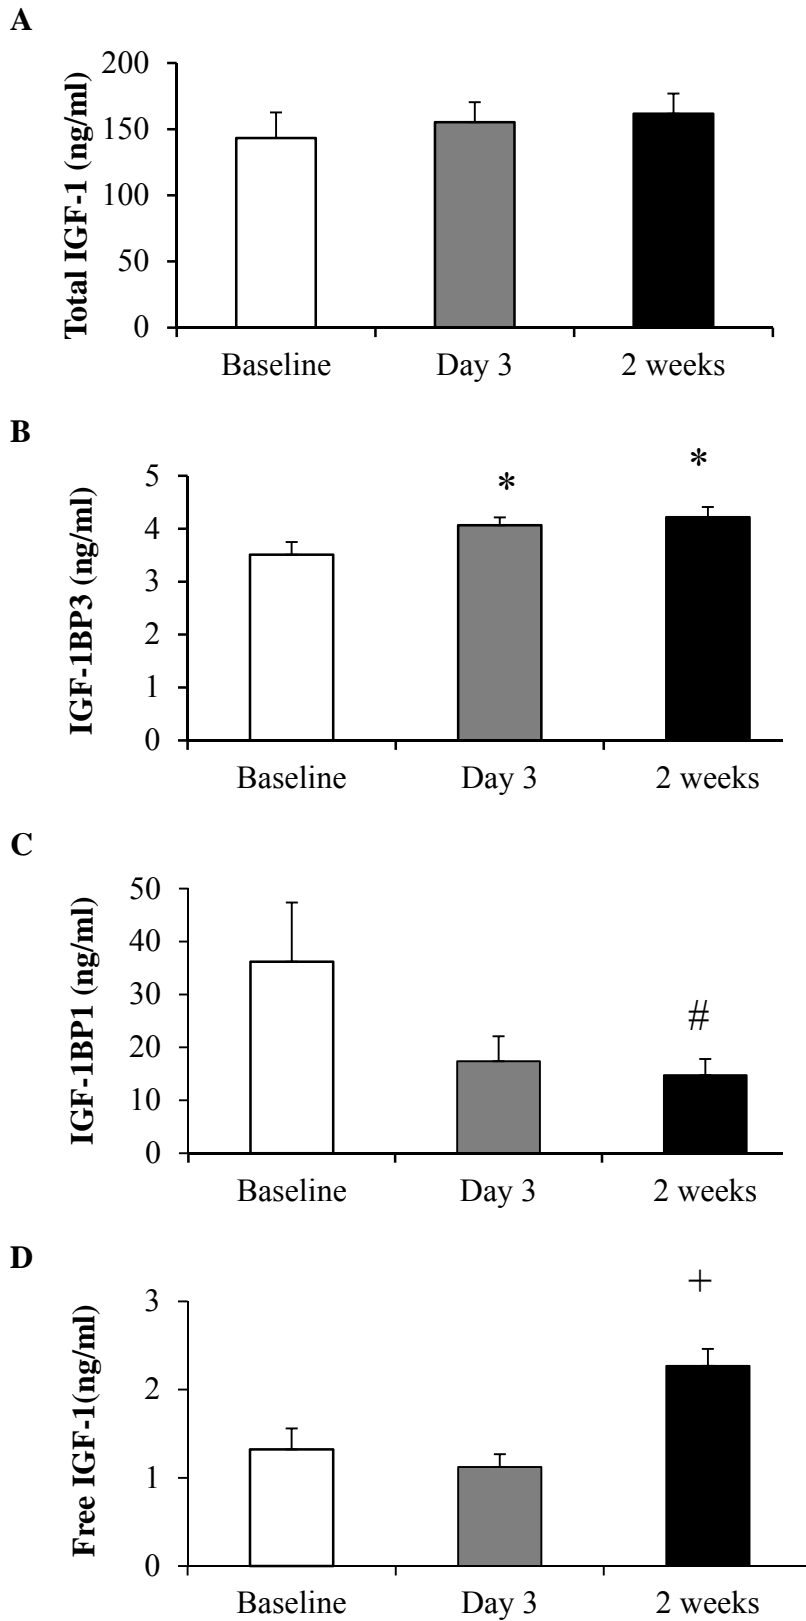 A
Total IGF-1 (ng/ml)
200
150
100
50
0
Baseline Day 3 2 weeks
B
IGF-1BP3 (ng/ml)
* *
5
4
3
2
1
0
Baseline Day 3 2 weeks
C
IGF-1BP1 (ng/ml)
50
40
30
20
10
0
#
Baseline Day 3 2 weeks
D
Free IGF-1(ng/ml)
+
3
2
1
0
Baseline Day 3 2 weeks